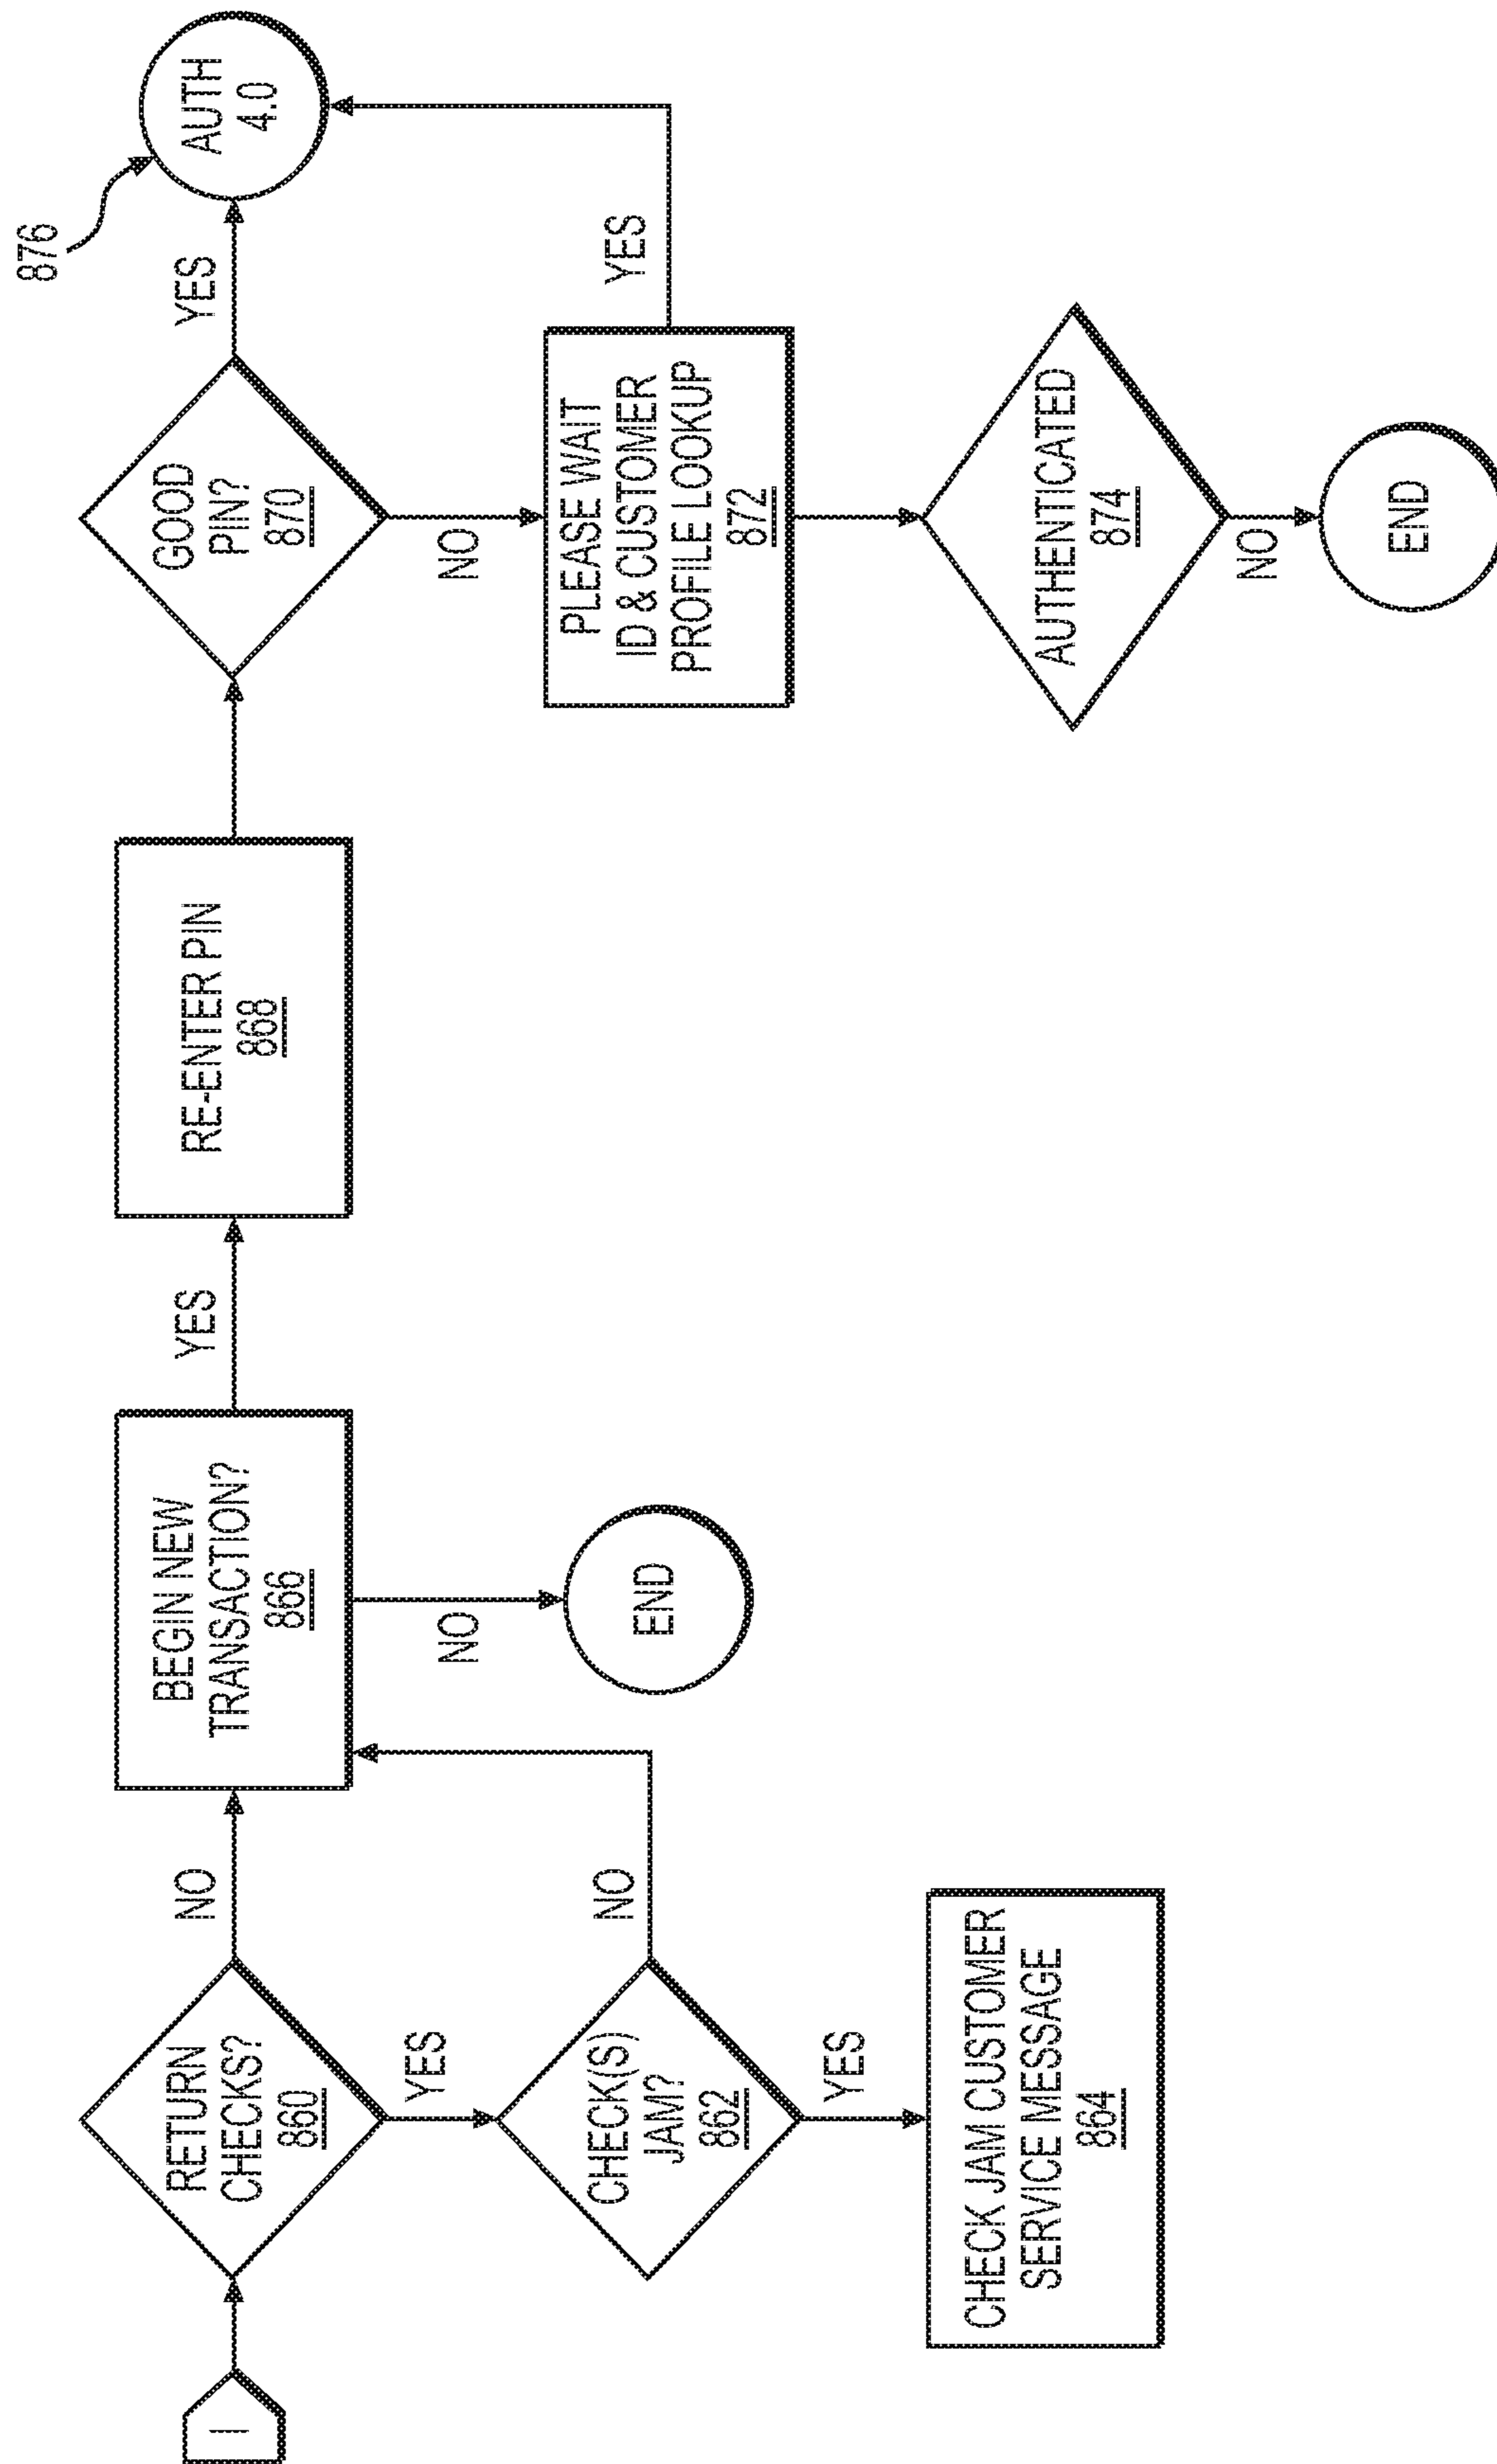 I
RETURN
CHECKS?
860
NO
YES
CHECK(S)
JAM?
862
NO
YES
CHECK JAM CUSTOMER
SERVICE MESSAGE
864
BEGIN NEW
TRANSACTION?
866
NO
END
YES
RE-ENTER PIN
868
GOOD
PIN?
870
YES
NO
PLEASE WAIT
ID & CUSTOMER
PROFILE LOOKUP
872
YES
AUTHENTICATED
874
NO
END
876
AUTH
4.0